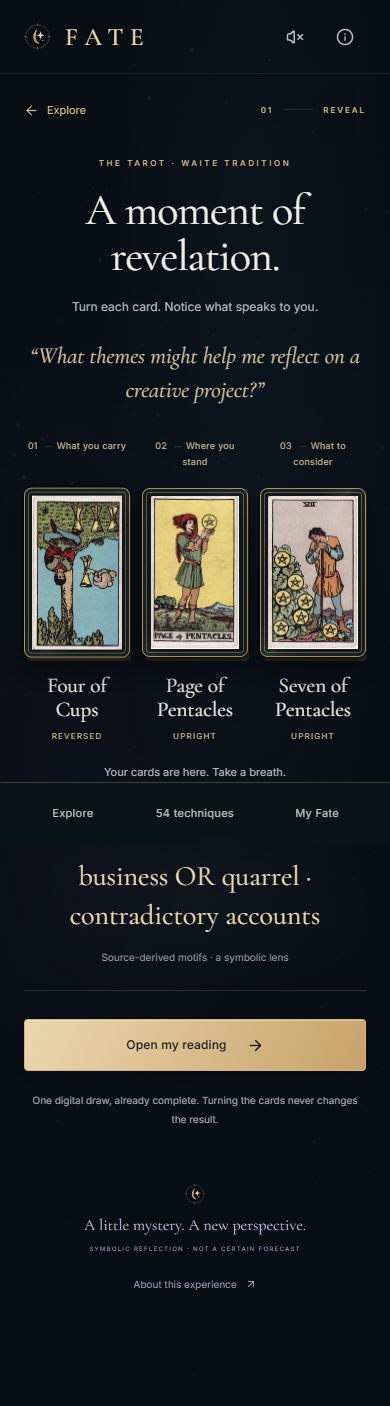 FATE
← Explore
01 — REVEAL
THE TAROT · WAITE TRADITION
A moment of
revelation.
Turn each card. Notice what speaks to you.
“What themes might help me reflect on a
creative project?”
01 — What you carry
02 — Where you
stand
03 — What to
consider
IV
PAGE of PENTACLES.
VII
Four of
Cups
REVERSED
Page of
Pentacles
UPRIGHT
Seven of
Pentacles
UPRIGHT
Your cards are here. Take a breath.
Explore
54 techniques
My Fate
business OR quarrel ·
contradictory accounts
Source-derived motifs · a symbolic lens
Open my reading →
One digital draw, already complete. Turning the cards never changes
the result.
A little mystery. A new perspective.
SYMBOLIC REFLECTION · NOT A CERTAIN FORECAST
About this experience ↗